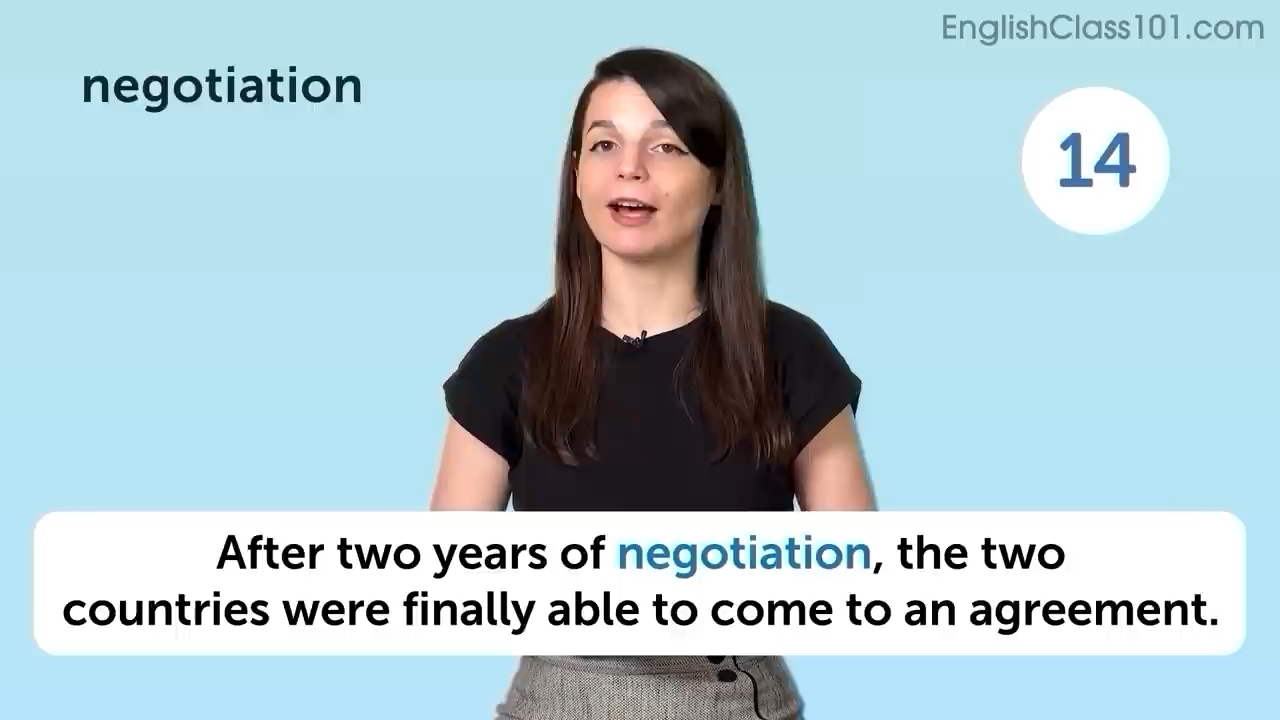 EnglishClass101.com
negotiation
14
After two years of negotiation, the two
countries were finally able to come to an agreement.